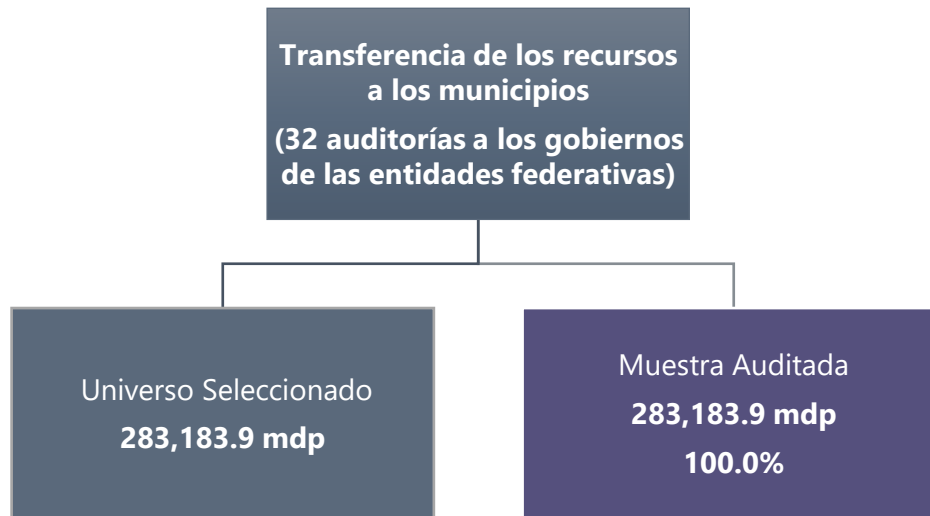 Transferencia de los recursos
a los municipios
(32 auditorías a los gobiernos
de las entidades federativas)
Universo Seleccionado
283,183.9 mdp
Muestra Auditada
283,183.9 mdp
100.0%